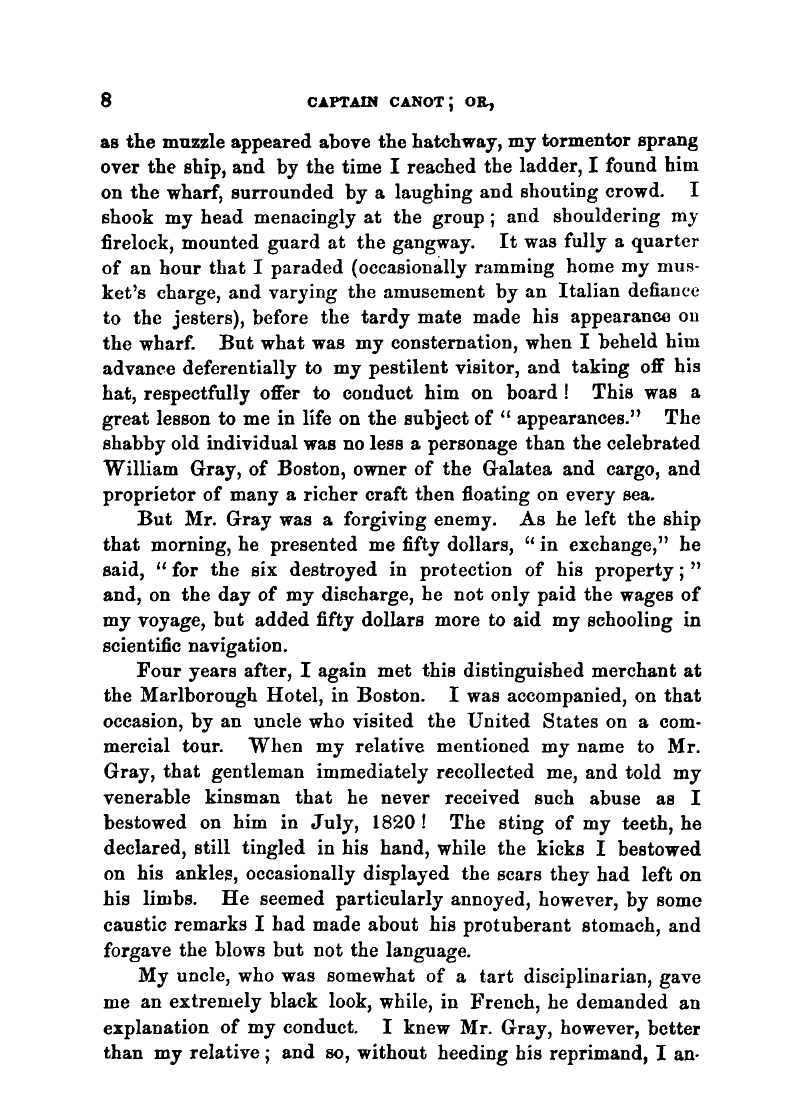 8 CAPTAIN CANOT; OR,
as the muzzle appeared above the hatchway, my tormentor sprang
over the ship, and by the time I reached the ladder, I found him
on the wharf, surrounded by a laughing and shouting crowd. I
shook my head menacingly at the group; and shouldering my
firelock, mounted guard at the gangway. It was fully a quarter
of an hour that I paraded (occasionally ramming home my mus-
ket's charge, and varying the amusement by an Italian defiance
to the jesters), before the tardy mate made his appearance on
the wharf. But what was my consternation, when I beheld him
advance deferentially to my pestilent visitor, and taking off his
hat, respectfully offer to conduct him on board! This was a
great lesson to me in life on the subject of "appearances." The
shabby old individual was no less a personage than the celebrated
William Gray, of Boston, owner of the Galatea and cargo, and
proprietor of many a richer craft then floating on every sea.
But Mr. Gray was a forgiving enemy. As he left the ship
that morning, he presented me fifty dollars, "in exchange," he
said, "for the six destroyed in protection of his property;"
and, on the day of my discharge, he not only paid the wages of
my voyage, but added fifty dollars more to aid my schooling in
scientific navigation.
Four years after, I again met this distinguished merchant at
the Marlborough Hotel, in Boston. I was accompanied, on that
occasion, by an uncle who visited the United States on a com-
mercial tour. When my relative mentioned my name to Mr.
Gray, that gentleman immediately recollected me, and told my
venerable kinsman that he never received such abuse as I
bestowed on him in July, 1820! The sting of my teeth, he
declared, still tingled in his hand, while the kicks I bestowed
on his ankles, occasionally displayed the scars they had left on
his limbs. He seemed particularly annoyed, however, by some
caustic remarks I had made about his protuberant stomach, and
forgave the blows but not the language.
My uncle, who was somewhat of a tart disciplinarian, gave
me an extremely black look, while, in French, he demanded an
explanation of my conduct. I knew Mr. Gray, however, better
than my relative; and so, without heeding his reprimand, I an-